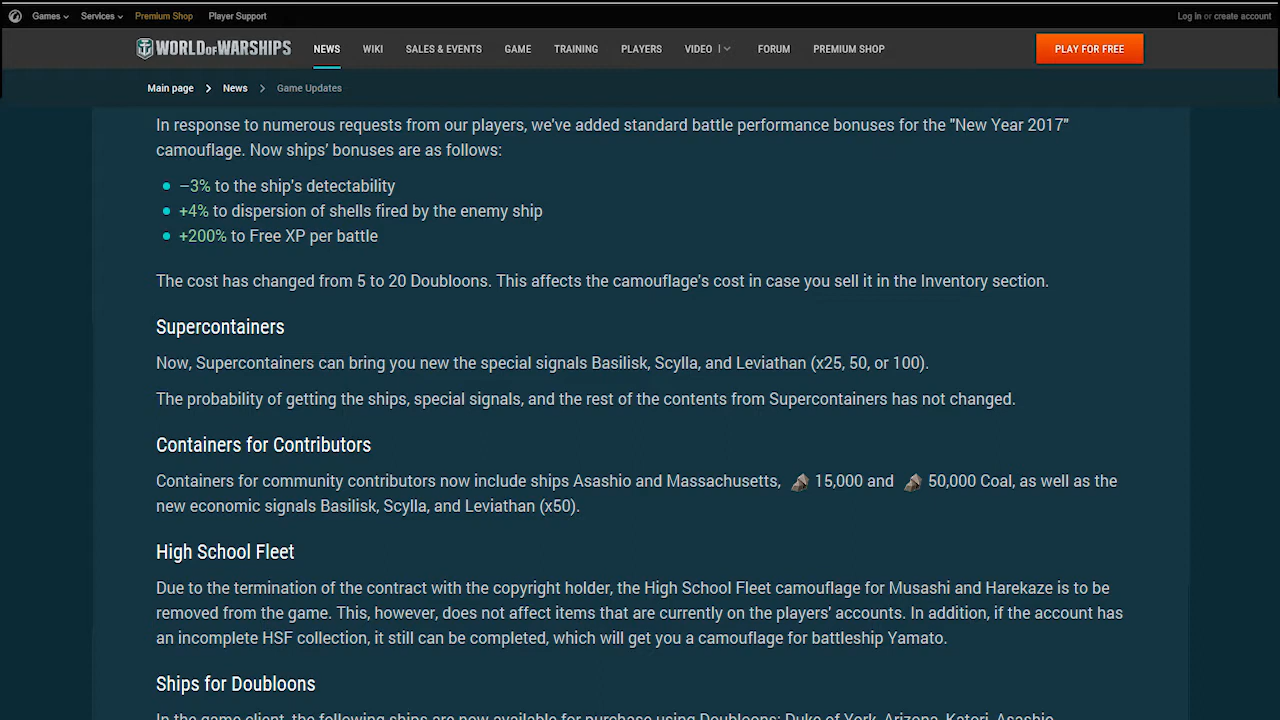 Games Services Premium Shop Player Support Log in or create account
WORLD OF WARSHIPS NEWS WIKI SALES & EVENTS GAME TRAINING PLAYERS VIDEO FORUM PREMIUM SHOP PLAY FOR FREE
Main page News Game Updates
In response to numerous requests from our players, we've added standard battle performance bonuses for the "New Year 2017"
camouflage. Now ships' bonuses are as follows:
–3% to the ship's detectability
+4% to dispersion of shells fired by the enemy ship
+200% to Free XP per battle
The cost has changed from 5 to 20 Doubloons. This affects the camouflage's cost in case you sell it in the Inventory section.
Supercontainers
Now, Supercontainers can bring you new the special signals Basilisk, Scylla, and Leviathan (x25, 50, or 100).
The probability of getting the ships, special signals, and the rest of the contents from Supercontainers has not changed.
Containers for Contributors
Containers for community contributors now include ships Asashio and Massachusetts, 15,000 and 50,000 Coal, as well as the
new economic signals Basilisk, Scylla, and Leviathan (x50).
High School Fleet
Due to the termination of the contract with the copyright holder, the High School Fleet camouflage for Musashi and Harekaze is to be
removed from the game. This, however, does not affect items that are currently on the players' accounts. In addition, if the account has
an incomplete HSF collection, it still can be completed, which will get you a camouflage for battleship Yamato.
Ships for Doubloons
In the game client, the following ships are now available for purchase using Doubloons: Duke of York, Arizona, Katori, Asashio